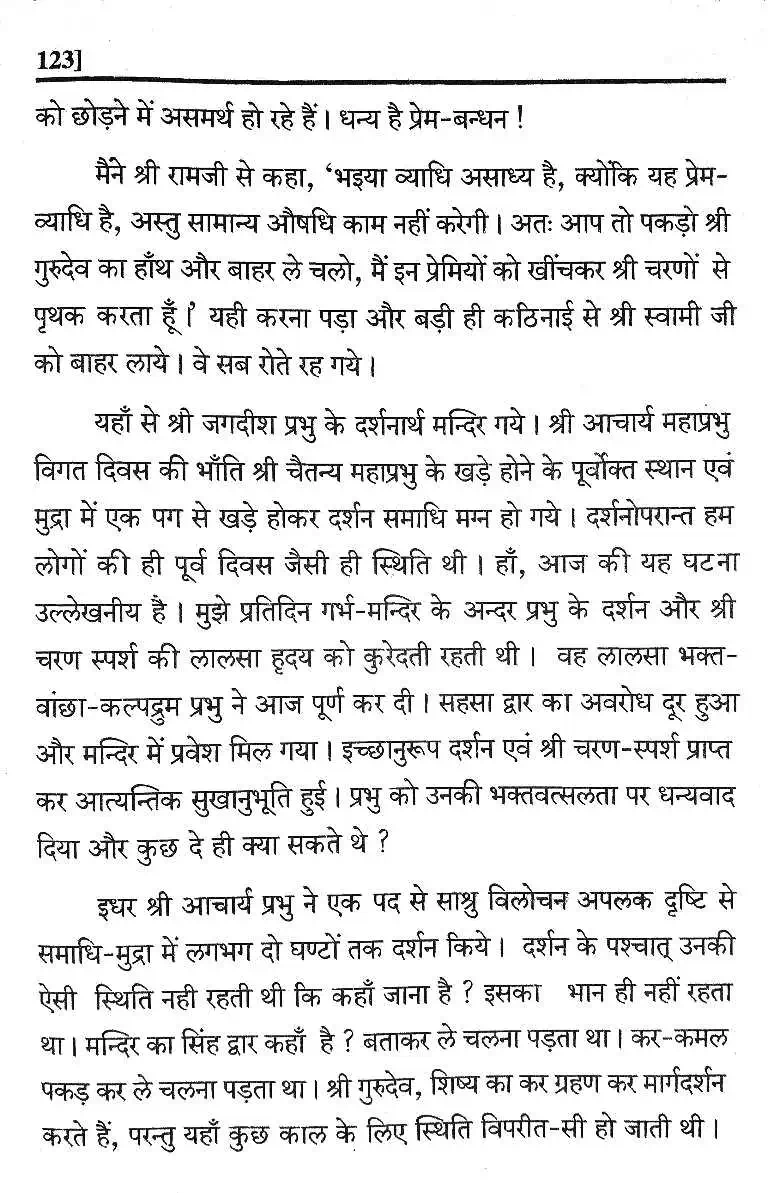 123]
को छोड़ने में असमर्थ हो रहे हैं। धन्य है प्रेम-बन्धन !
मैंने श्री रामजी से कहा, ‘भइया व्याधि असाध्य है, क्योंकि यह प्रेम-
व्याधि है, अस्तु सामान्य औषधि काम नहीं करेगी। अतः आप तो पकड़ो श्री
गुरुदेव का हाँथ और बाहर ले चलो, मैं इन प्रेमियों को खींचकर श्री चरणों से
पृथक करता हूँ।’ यही करना पड़ा और बड़ी ही कठिनाई से श्री स्वामी जी
को बाहर लाये। वे सब रोते रह गये।
यहाँ से श्री जगदीश प्रभु के दर्शनार्थ मन्दिर गये। श्री आचार्य महाप्रभु
विगत दिवस की भाँति श्री चैतन्य महाप्रभु के खड़े होने के पूर्वोक्त स्थान एवं
मुद्रा में एक पग से खड़े होकर दर्शन समाधि मग्न हो गये। दर्शनोपरान्त हम
लोगों की ही पूर्व दिवस जैसी ही स्थिति थी। हाँ, आज की यह घटना
उल्लेखनीय है। मुझे प्रतिदिन गर्भ-मन्दिर के अन्दर प्रभु के दर्शन और श्री
चरण स्पर्श की लालसा हृदय को कुरेदती रहती थी। वह लालसा भक्त-
वांछा-कल्पद्रुम प्रभु ने आज पूर्ण कर दी। सहसा द्वार का अवरोध दूर हुआ
और मन्दिर में प्रवेश मिल गया। इच्छानुरूप दर्शन एवं श्री चरण-स्पर्श प्राप्त
कर आत्यन्तिक सुखानुभूति हुई। प्रभु को उनकी भक्तवत्सलता पर धन्यवाद
दिया और कुछ दे ही क्या सकते थे ?
इधर श्री आचार्य प्रभु ने एक पद से साश्रु विलोचन अपलक दृष्टि से
समाधि-मुद्रा में लगभग दो घण्टों तक दर्शन किये। दर्शन के पश्चात् उनकी
ऐसी स्थिति नही रहती थी कि कहाँ जाना है ? इसका भान ही नहीं रहता
था। मन्दिर का सिंह द्वार कहाँ है ? बताकर ले चलना पड़ता था। कर-कमल
पकड़ कर ले चलना पड़ता था। श्री गुरुदेव, शिष्य का कर ग्रहण कर मार्गदर्शन
करते हैं, परन्तु यहाँ कुछ काल के लिए स्थिति विपरीत-सी हो जाती थी।